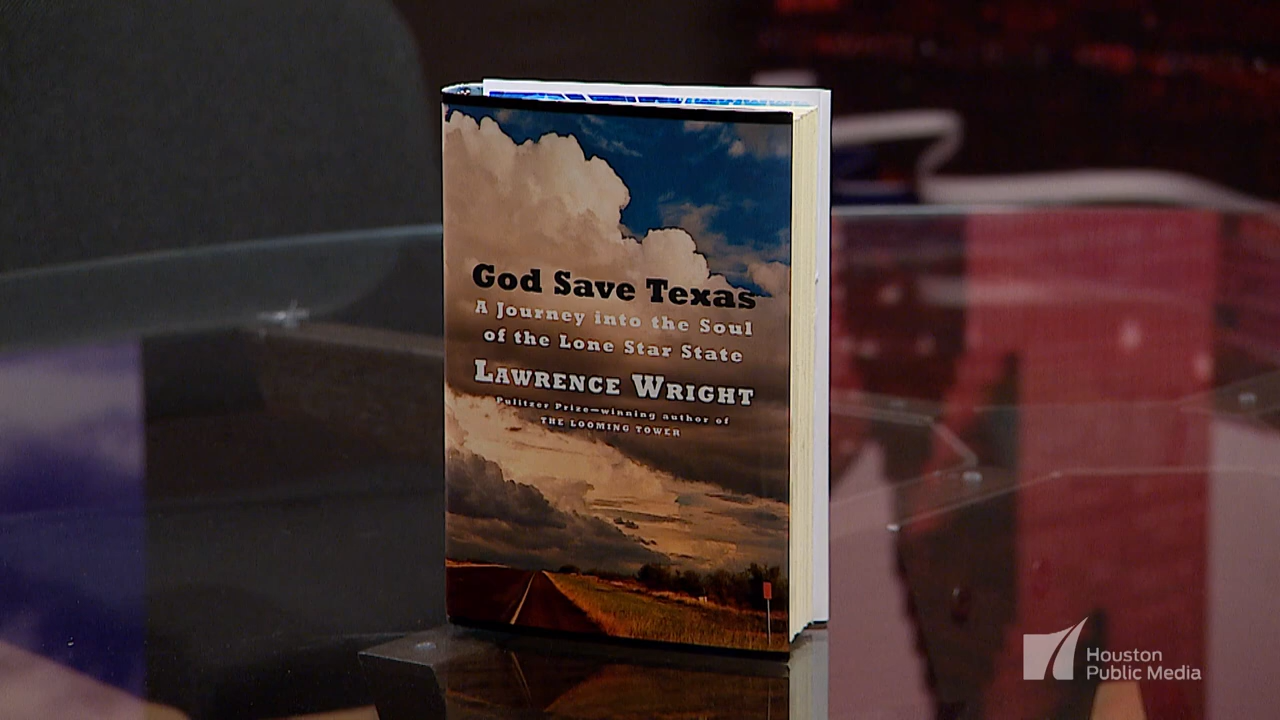 God Save Texas
A Journey into the Soul
of the Lone Star State
LAWRENCE WRIGHT
Pulitzer Prize—winning author of
THE LOOMING TOWER
Houston
Public Media